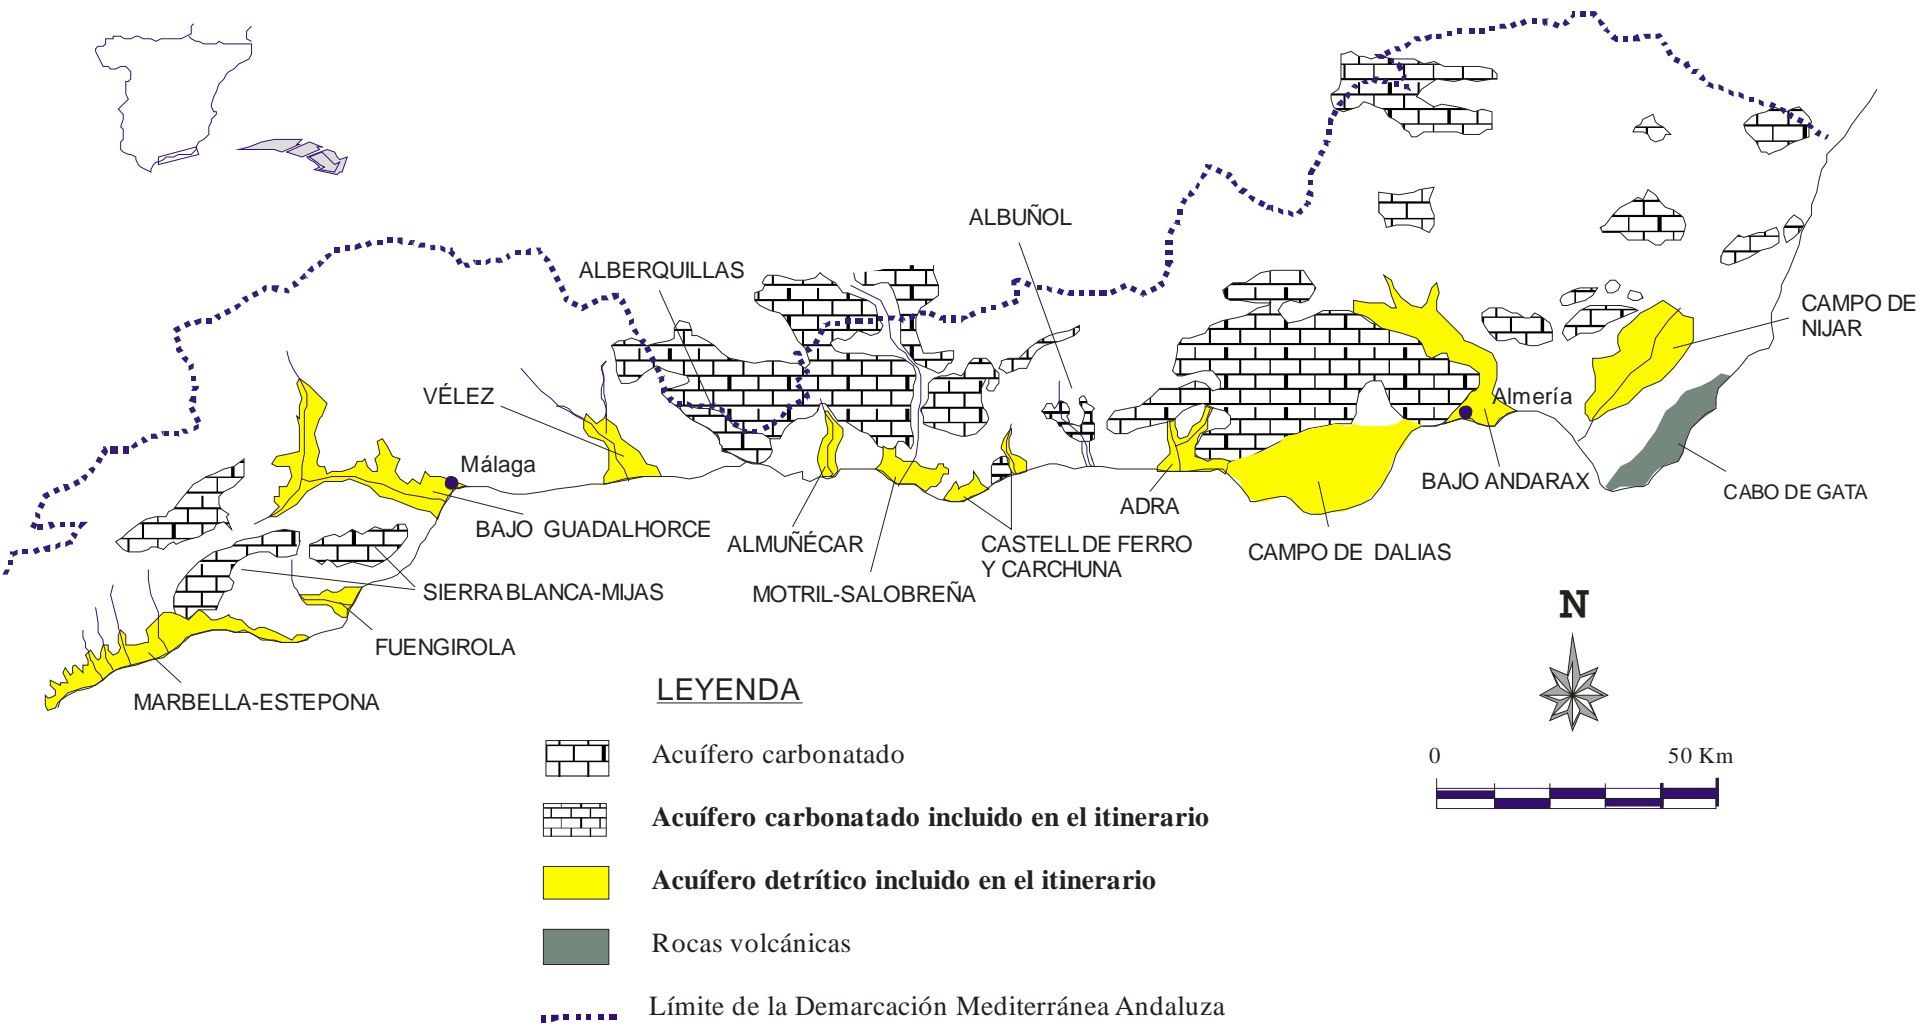 ALBUÑOL
ALBERQUILLAS
CAMPO DE
NIJAR
VÉLEZ
Almería
Málaga
BAJO ANDARAX
CABO DE GATA
ADRA
BAJO GUADALHORCE
ALMUÑÉCAR
CASTELL DE FERRO
Y CARCHUNA
CAMPO DE DALIAS
SIERRA BLANCA-MIJAS
MOTRIL-SALOBREÑA
FUENGIROLA
MARBELLA-ESTEPONA
N
0 50 Km
LEYENDA
Acuífero carbonatado
Acuífero carbonatado incluido en el itinerario
Acuífero detrítico incluido en el itinerario
Rocas volcánicas
Límite de la Demarcación Mediterránea Andaluza